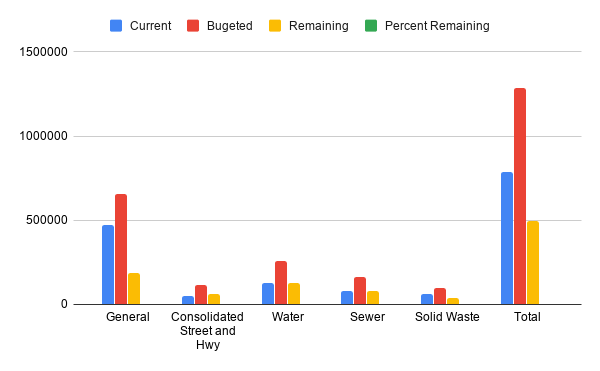 Current Bugeted Remaining Percent Remaining
1500000
1000000
500000
0
General Consolidated Water Sewer Solid Waste Total
Street and
Hwy